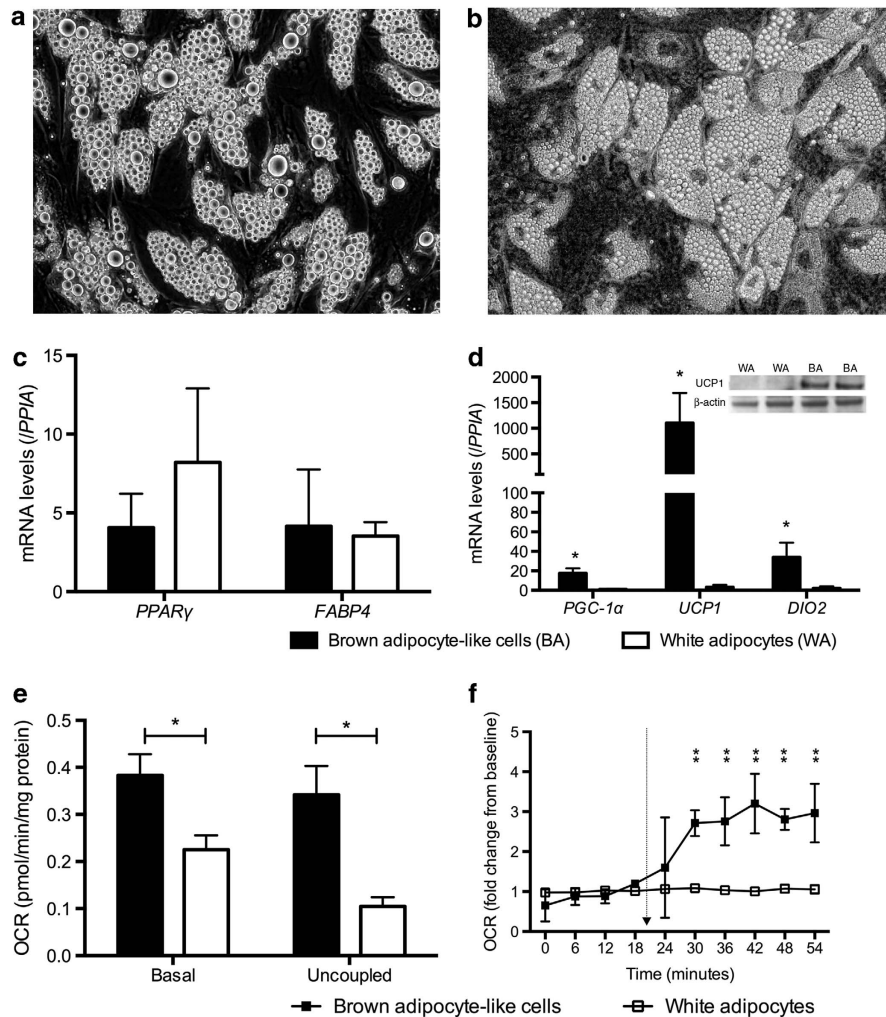 a
b
c
mRNA levels (/PPIA)
15
10
5
0
PPARγ
FABP4
d
mRNA levels (/PPIA)
2000
1500
1000
500
100
80
60
40
20
0
*
*
*
PGC-1α
UCP1
DIO2
WA WA BA BA
UCP1
β-actin
Brown adipocyte-like cells (BA)
White adipocytes (WA)
e
OCR (pmol/min/mg protein)
0.5
0.4
0.3
0.2
0.1
0.0
*
*
Basal
Uncoupled
f
OCR (fold change from baseline)
5
4
3
2
1
0
** ** ** ** **
0 6 12 18 24 30 36 42 48 54
Time (minutes)
Brown adipocyte-like cells
White adipocytes